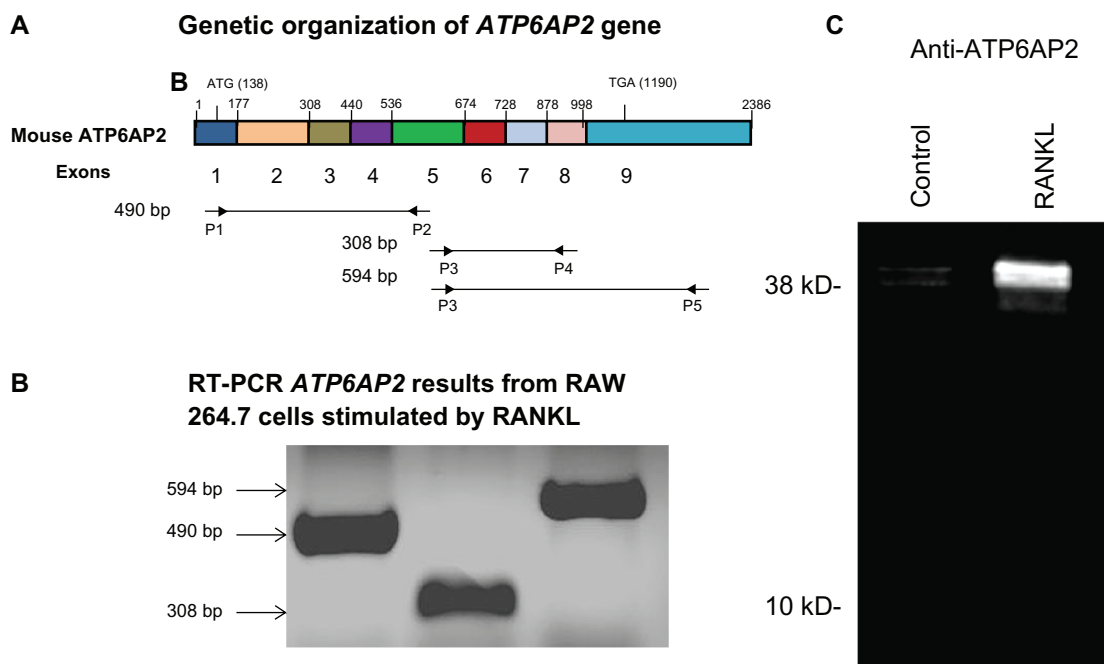 A
Genetic organization of ATP6AP2 gene
B
ATG (138)
TGA (1190)
1 177 308 440 536 674 728 878 998 2386
Mouse ATP6AP2
Exons 1 2 3 4 5 6 7 8 9
490 bp
P1 P2
308 bp
P3 P4
594 bp
P3 P5
B
RT-PCR ATP6AP2 results from RAW
264.7 cells stimulated by RANKL
594 bp
490 bp
308 bp
C
Anti-ATP6AP2
Control
RANKL
38 kD-
10 kD-